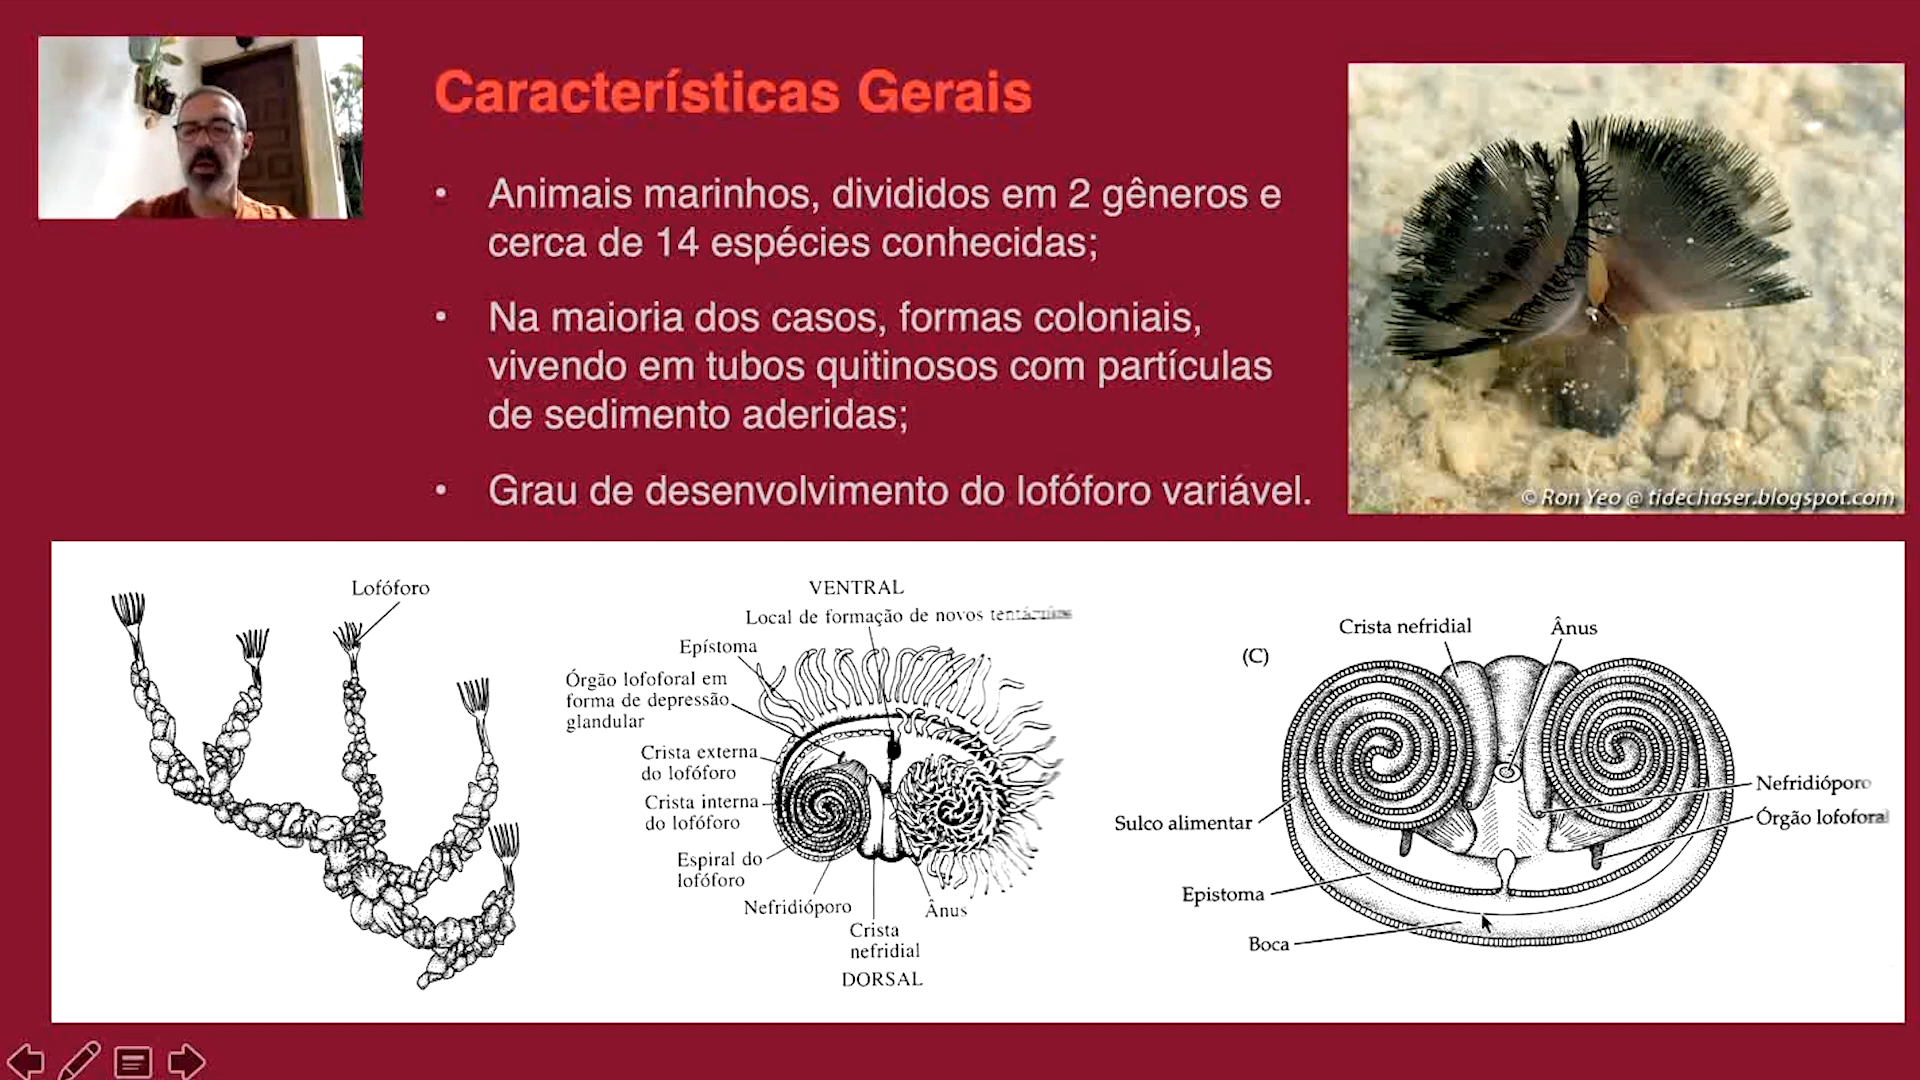 Características Gerais
• Animais marinhos, divididos em 2 gêneros e
cerca de 14 espécies conhecidas;
• Na maioria dos casos, formas coloniais,
vivendo em tubos quitinosos com partículas
de sedimento aderidas;
• Grau de desenvolvimento do lofóforo variável.
© Ron Yeo @ tidechaser.blogspot.com
Lofóforo
VENTRAL
Local de formação de novos tentáculos
Epístoma
Órgão lofoforal em
forma de depressão
glandular
Crista externa
do lofóforo
Crista interna
do lofóforo
Espiral do
lofóforo
Nefridióporo
Crista
nefridial
Ânus
DORSAL
(C)
Crista nefridial
Ânus
Nefridióporo
Órgão lofoforal
Sulco alimentar
Epistoma
Boca